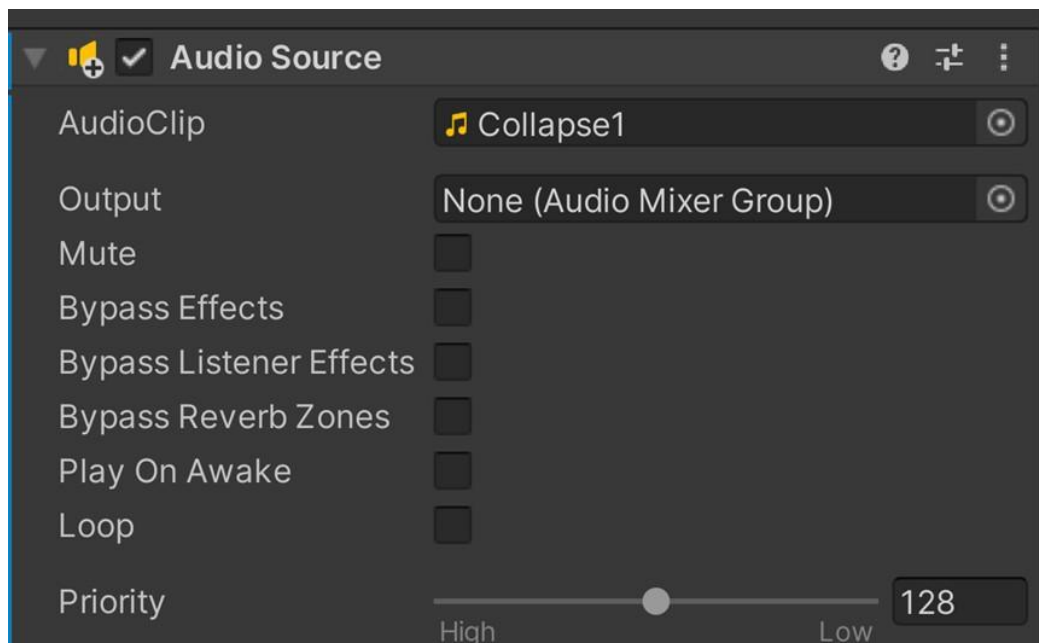 Audio Source
AudioClip Collapse1
Output None (Audio Mixer Group)
Mute
Bypass Effects
Bypass Listener Effects
Bypass Reverb Zones
Play On Awake
Loop
Priority 128
High Low